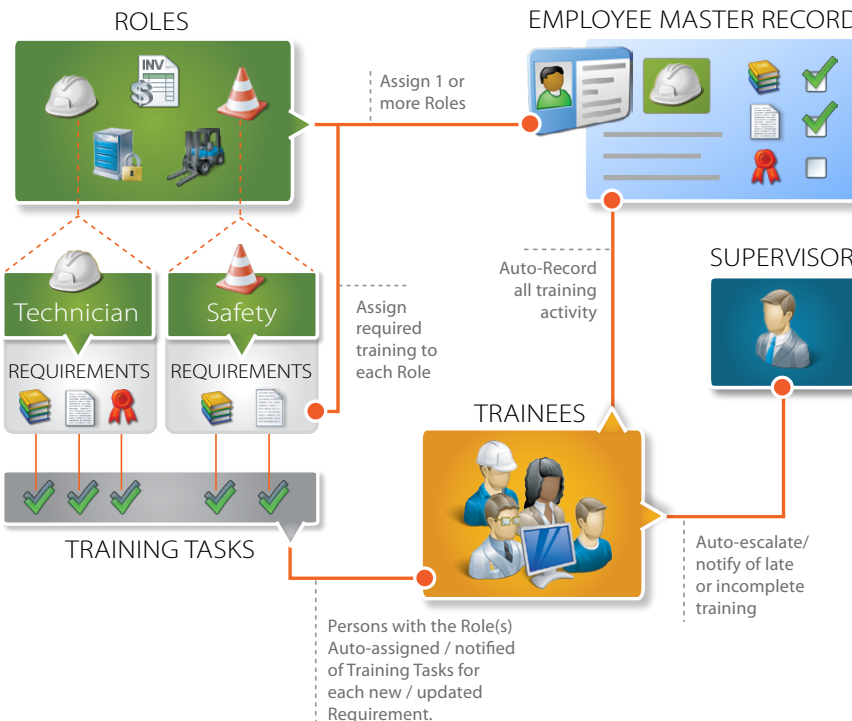 ROLES
EMPLOYEE MASTER RECORD
INV
$
Assign 1 or
more Roles
Technician
Safety
REQUIREMENTS
REQUIREMENTS
Assign
required
training to
each Role
Auto-Record
all training
activity
SUPERVISOR
TRAINEES
TRAINING TASKS
Auto-escalate/
notify of late
or incomplete
training
Persons with the Role(s)
Auto-assigned / notified
of Training Tasks for
each new / updated
Requirement.